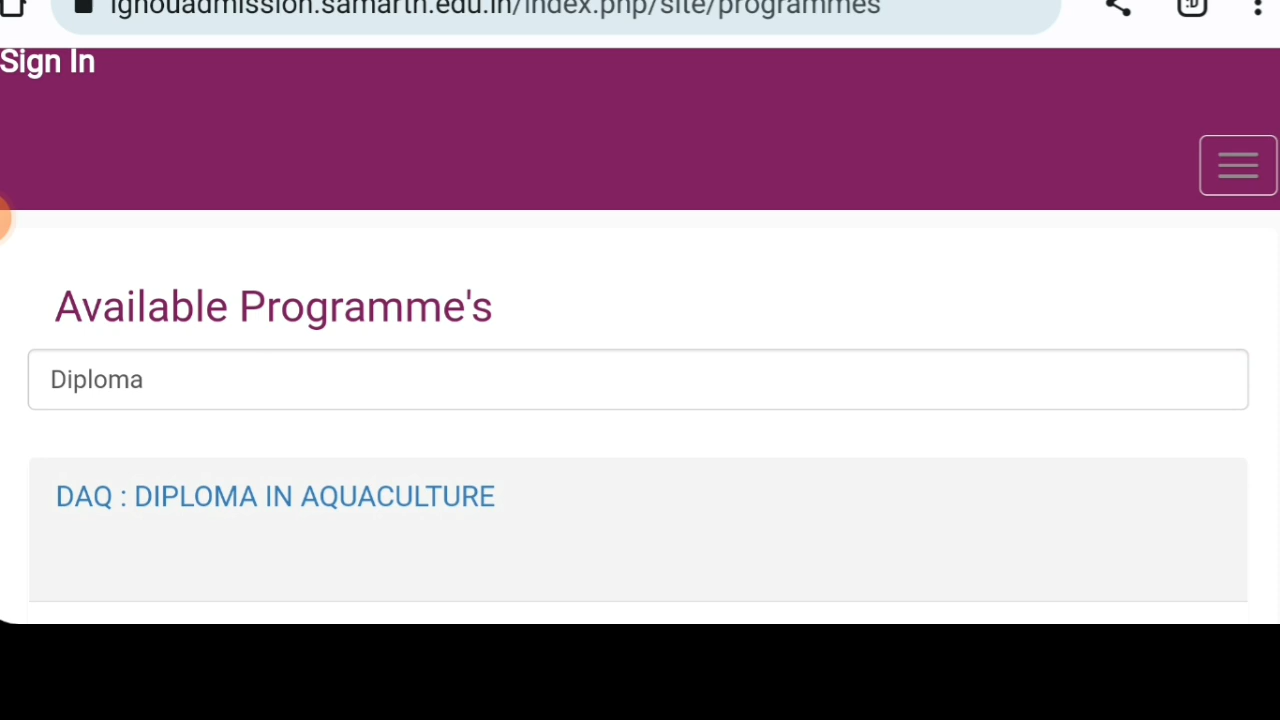 ignouadmission.samarth.edu.in/index.php/site/programmes
:D
Sign In
Available Programme's
Diploma
DAQ : DIPLOMA IN AQUACULTURE